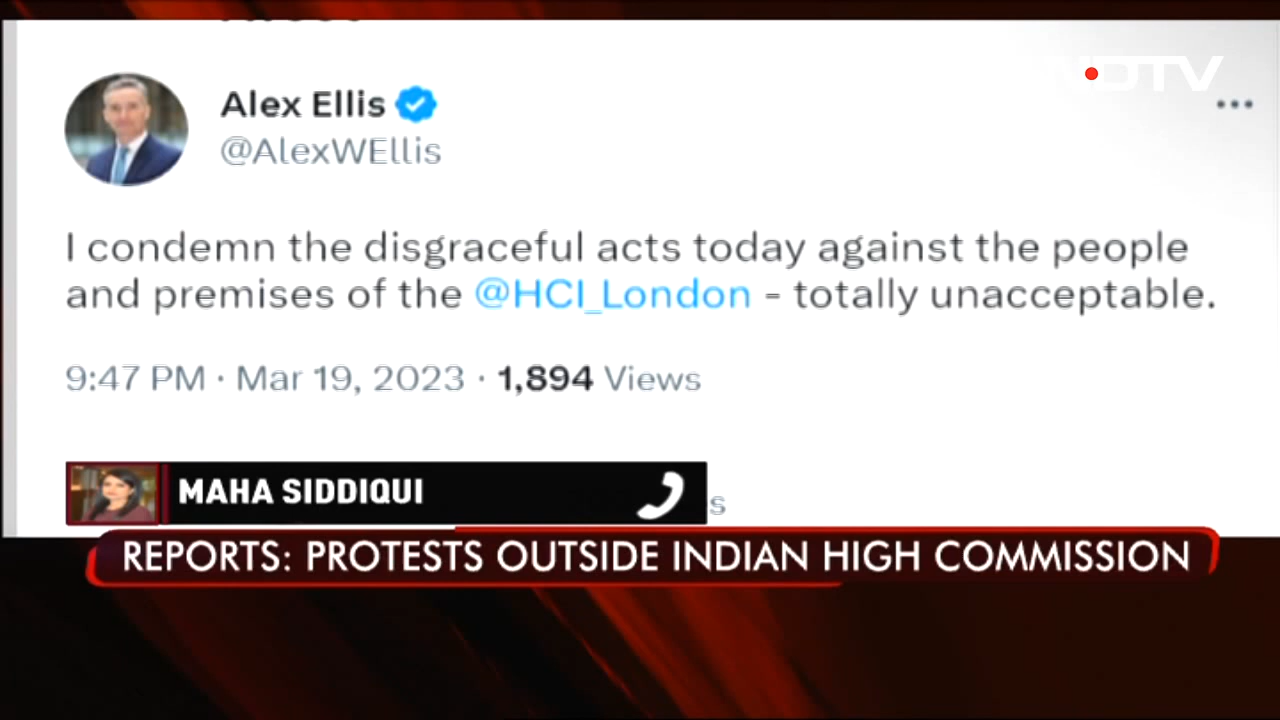 NDTV
Alex Ellis
@AlexWEllis
I condemn the disgraceful acts today against the people
and premises of the @HCI_London - totally unacceptable.
9:47 PM · Mar 19, 2023 · 1,894 Views
MAHA SIDDIQUI
s
REPORTS: PROTESTS OUTSIDE INDIAN HIGH COMMISSION